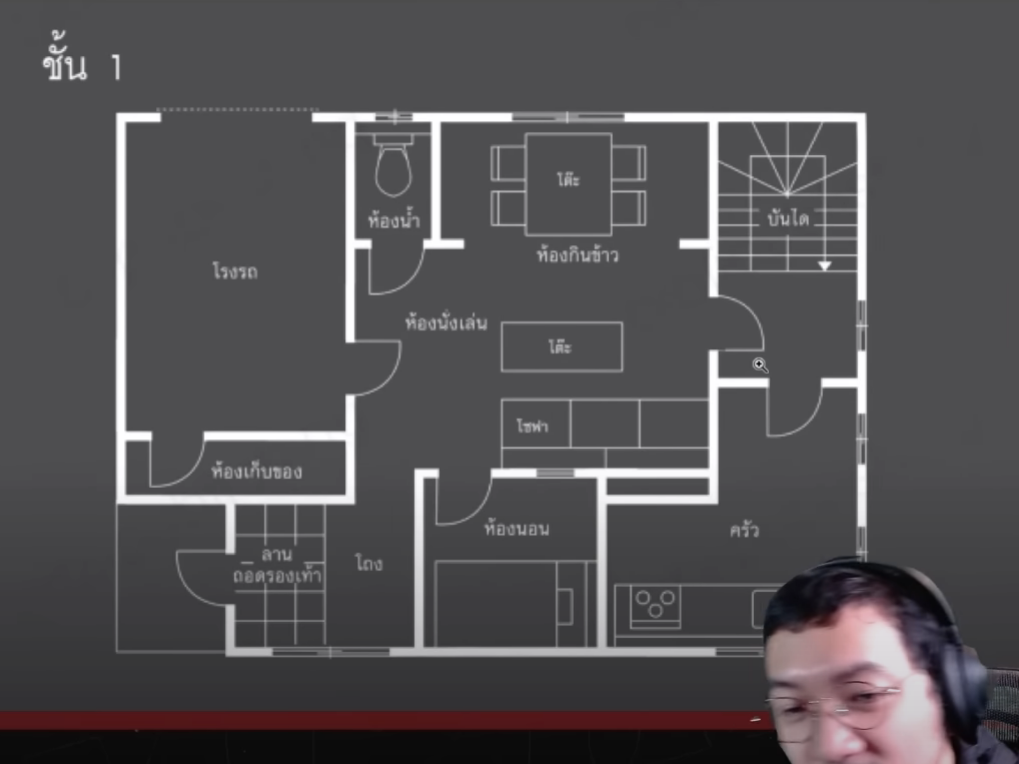 ชั้น 1
โต๊ะ
ห้องน้ำ
บันได
ห้องกินข้าว
โรงรถ
ห้องนั่งเล่น
โต๊ะ
โซฟา
ห้องเก็บของ
ห้องนอน
ครัว
ลาน
ถอดรองเท้า
โถง